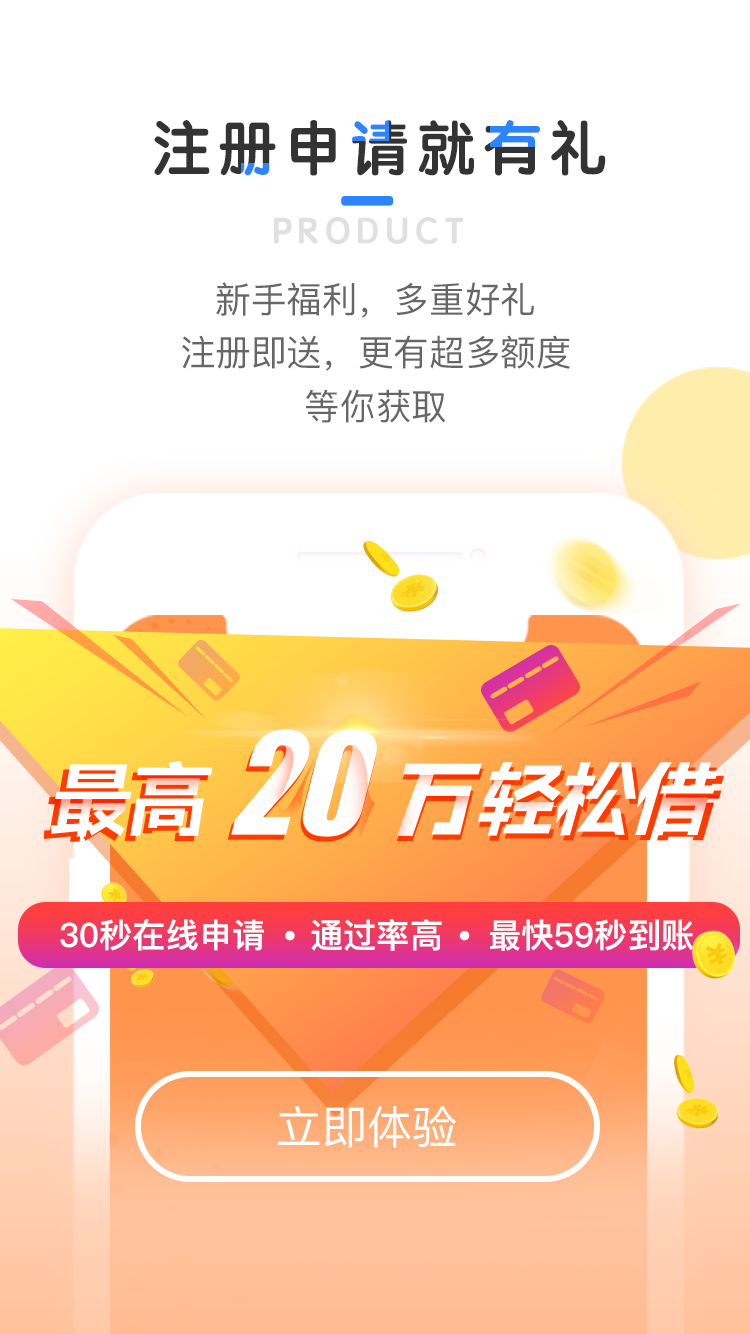 注册申请就有礼
PRODUCT
新手福利，多重好礼
注册即送，更有超多额度
等你获取
最高20万轻松借
30秒在线申请 • 通过率高 • 最快59秒到账
立即体验